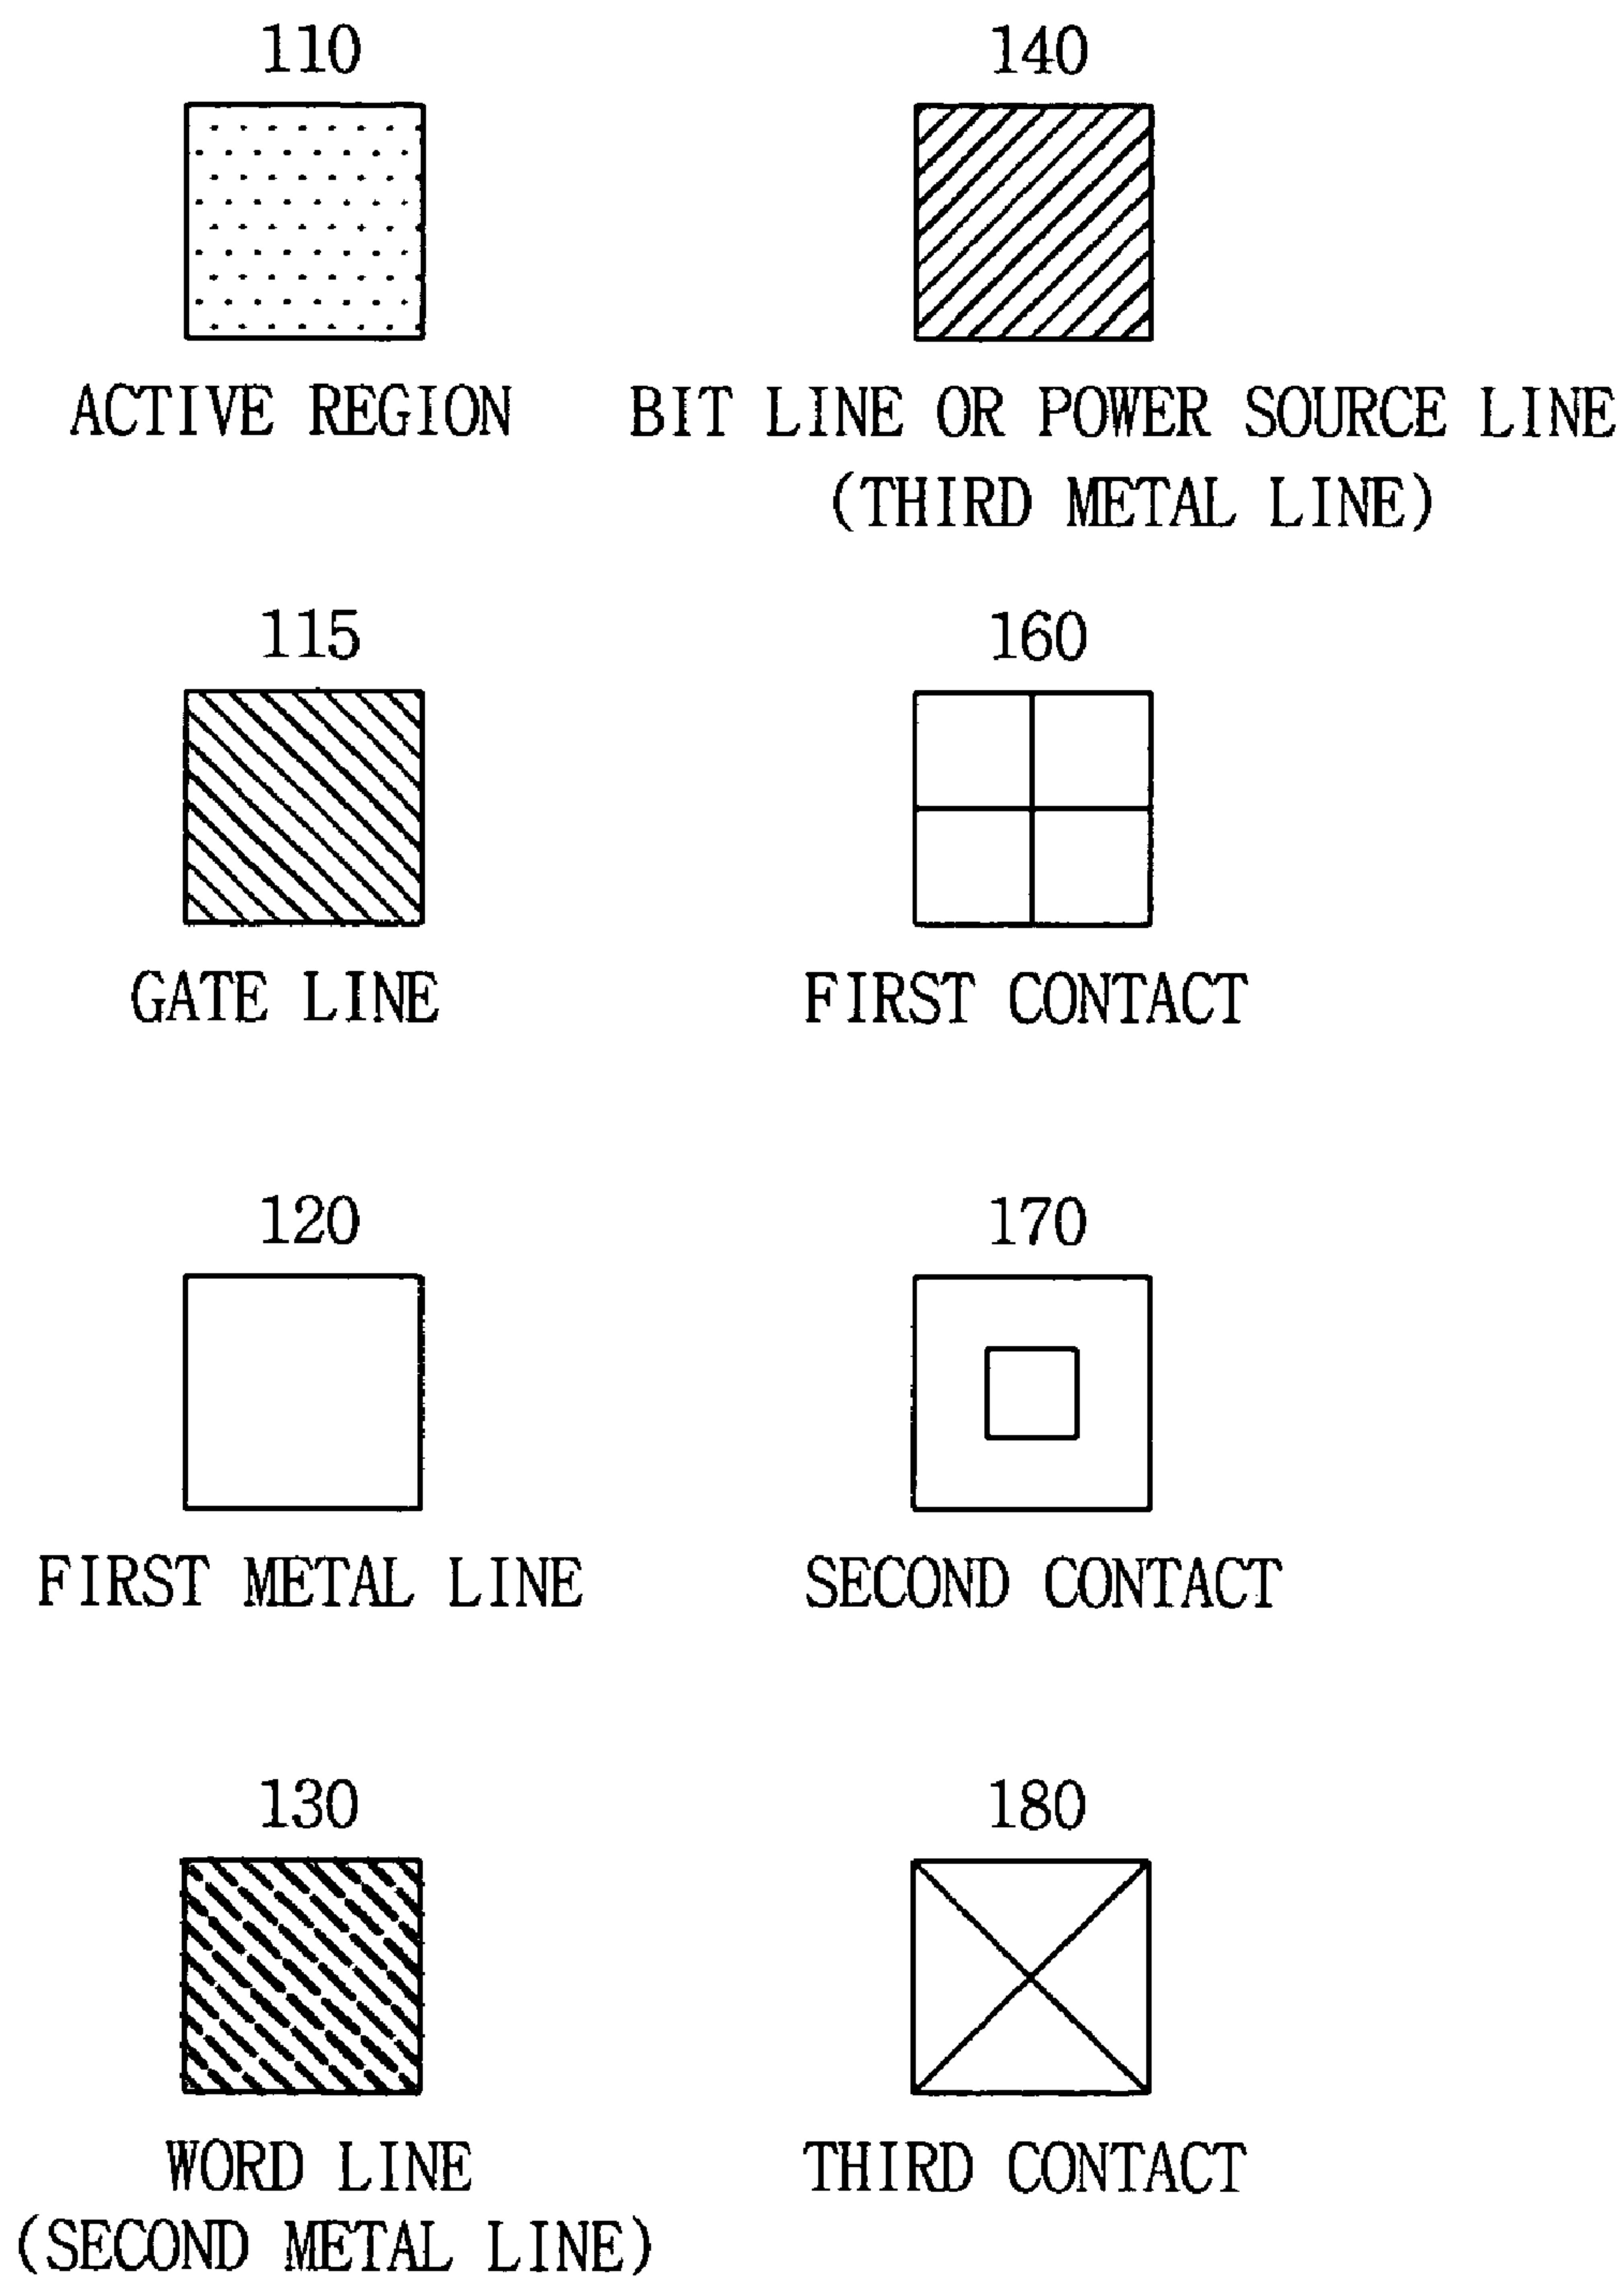 110
ACTIVE REGION
140
BIT LINE OR POWER SOURCE LINE
(THIRD METAL LINE)
115
GATE LINE
160
FIRST CONTACT
120
FIRST METAL LINE
170
SECOND CONTACT
130
WORD LINE
(SECOND METAL LINE)
180
THIRD CONTACT